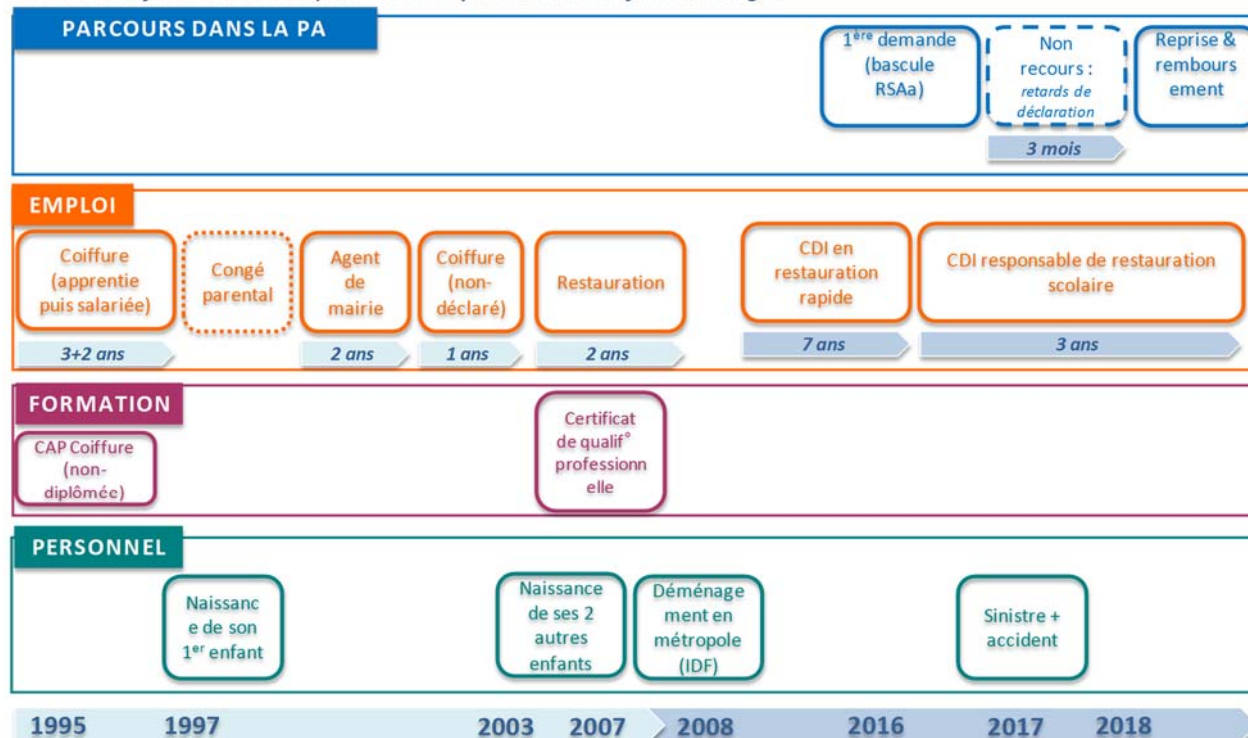 PARCOURS DANS LA PA
1ère demande
(bascule
RSAa)
Non
recours :
retards de
déclaration
Reprise &
rembours
ement
3 mois
EMPLOI
Coiffure
(apprentie
puis salariée)
Congé
parental
Agent
de
mairie
Coiffure
(non-
déclaré)
Restauration
CDI en
restauration
rapide
CDI responsable de restauration
scolaire
3+2 ans
2 ans
1 ans
2 ans
7 ans
3 ans
FORMATION
CAP Coiffure
(non-
diplômée)
Certificat
de qualif°
professionn
elle
PERSONNEL
Naissanc
e de son
1er enfant
Naissance
de ses 2
autres
enfants
Déménage
ment en
métropole
(IDF)
Sinistre +
accident
1995 1997 2003 2007 2008 2016 2017 2018